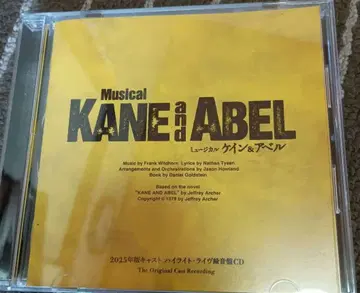 Musical
KANE and ABEL
ミュージカル ケイン&アベル
Music by Frank Wildhorn Lyrics by Nathan Tysen
Arrangements and Orchestrations by Jason Howland
Book by Daniel Goldstein
Based on the novel
"KANE AND ABEL" by Jeffrey Archer
Copyright © 1979 by Jeffrey Archer
2025年版キャスト ハイライト・ライヴ録音盤CD
The Original Cast Recording